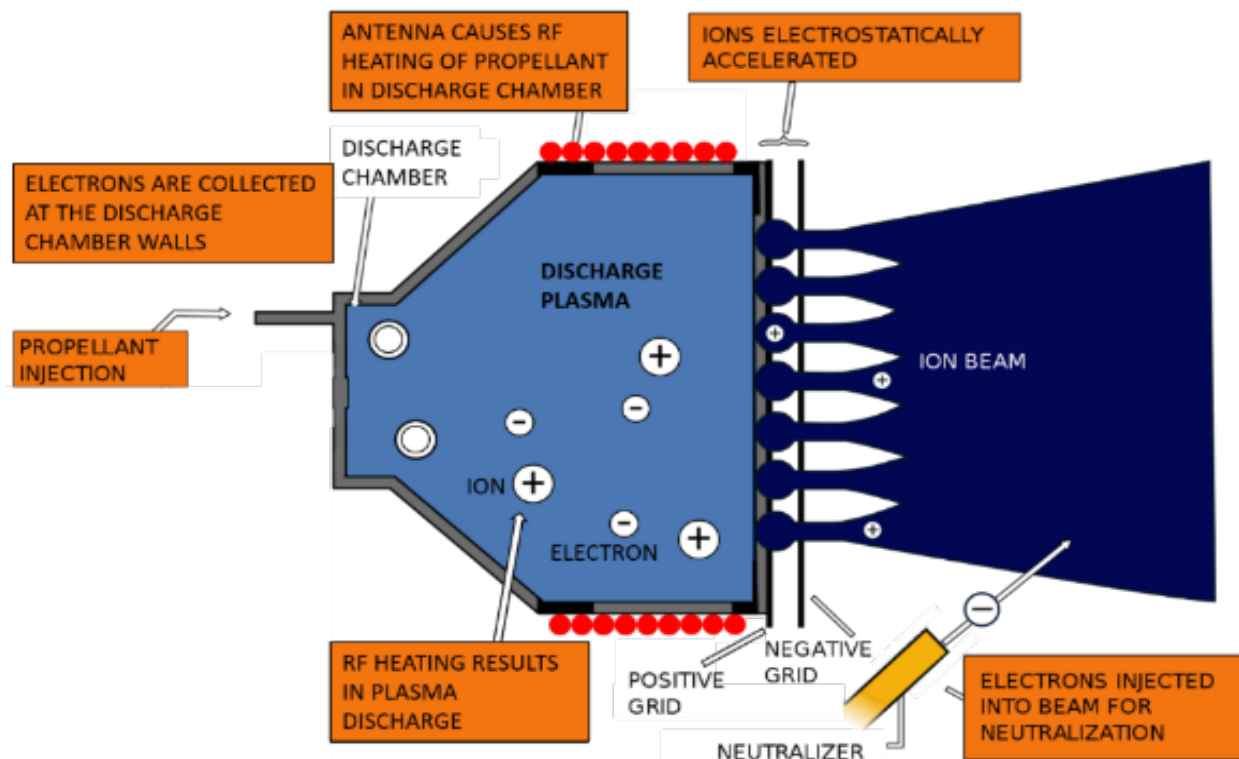 ANTENNA CAUSES RF
HEATING OF PROPELLANT
IN DISCHARGE CHAMBER
IONS ELECTROSTATICALLY
ACCELERATED
DISCHARGE
CHAMBER
ELECTRONS ARE COLLECTED
AT THE DISCHARGE
CHAMBER WALLS
DISCHARGE
PLASMA
PROPELLANT
INJECTION
+
+
+
ION BEAM
−
−
ION
+
−
ELECTRON
+
+
−
RF HEATING RESULTS
IN PLASMA
DISCHARGE
POSITIVE
GRID
NEGATIVE
GRID
NEUTRALIZER
ELECTRONS INJECTED
INTO BEAM FOR
NEUTRALIZATION